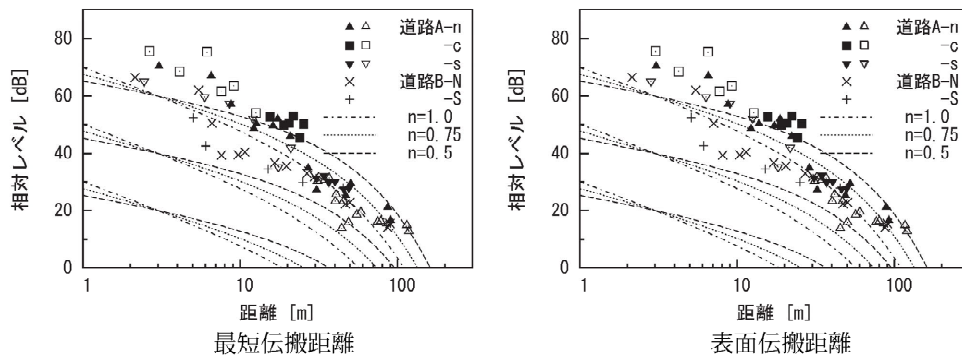 80
60
40
20
0
相対レベル [dB]
1
10
100
距離 [m]
道路A-n
-c
-s
道路B-N
-S
n=1.0
n=0.75
n=0.5
最短伝搬距離
80
60
40
20
0
相対レベル [dB]
1
10
100
距離 [m]
道路A-n
-c
-s
道路B-N
-S
n=1.0
n=0.75
n=0.5
表面伝搬距離